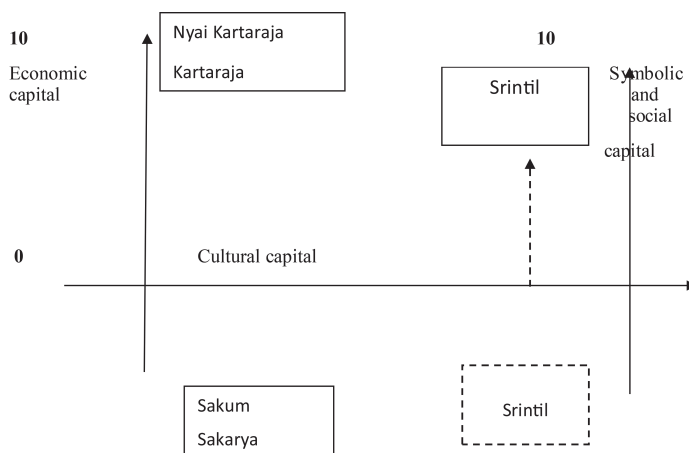 Nyai Kartaraja
Kartaraja
10
Economic
capital
10
Srintil
Symbolic
and
social
capital
0
Cultural capital
Sakum
Sakarya
Srintil